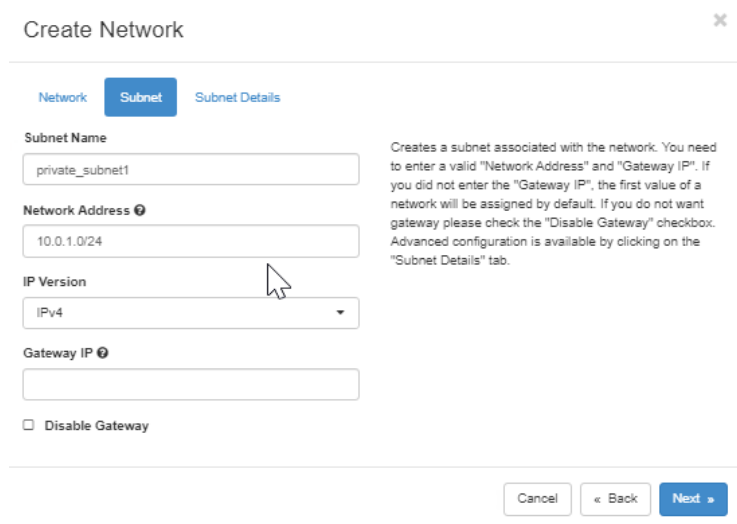 Create Network
×
Network
Subnet
Subnet Details
Subnet Name
private_subnet1
Network Address
10.0.1.0/24
IP Version
IPv4
Gateway IP
Disable Gateway
Creates a subnet associated with the network. You need
to enter a valid "Network Address" and "Gateway IP". If
you did not enter the "Gateway IP", the first value of a
network will be assigned by default. If you do not want
gateway please check the "Disable Gateway" checkbox.
Advanced configuration is available by clicking on the
"Subnet Details" tab.
Cancel
« Back
Next »